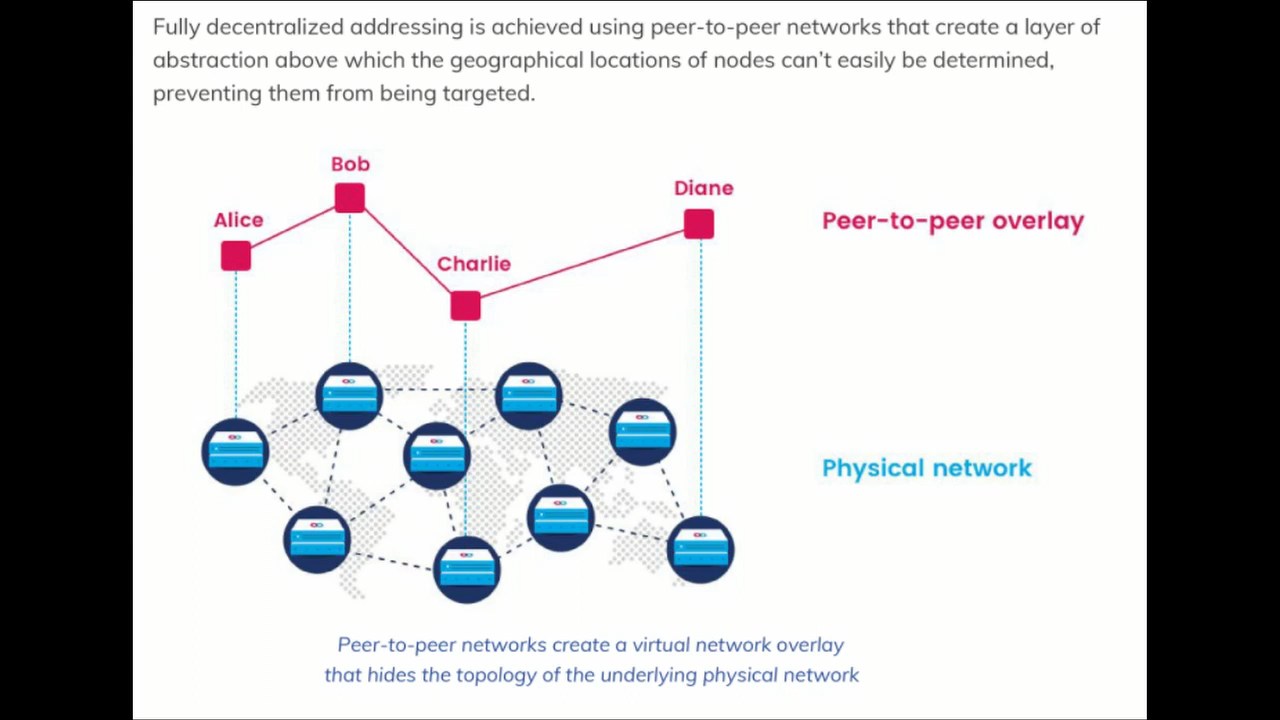 Fully decentralized addressing is achieved using peer-to-peer networks that create a layer of
abstraction above which the geographical locations of nodes can’t easily be determined,
preventing them from being targeted.
Bob
Diane
Alice
Peer-to-peer overlay
Charlie
Physical network
Peer-to-peer networks create a virtual network overlay
that hides the topology of the underlying physical network